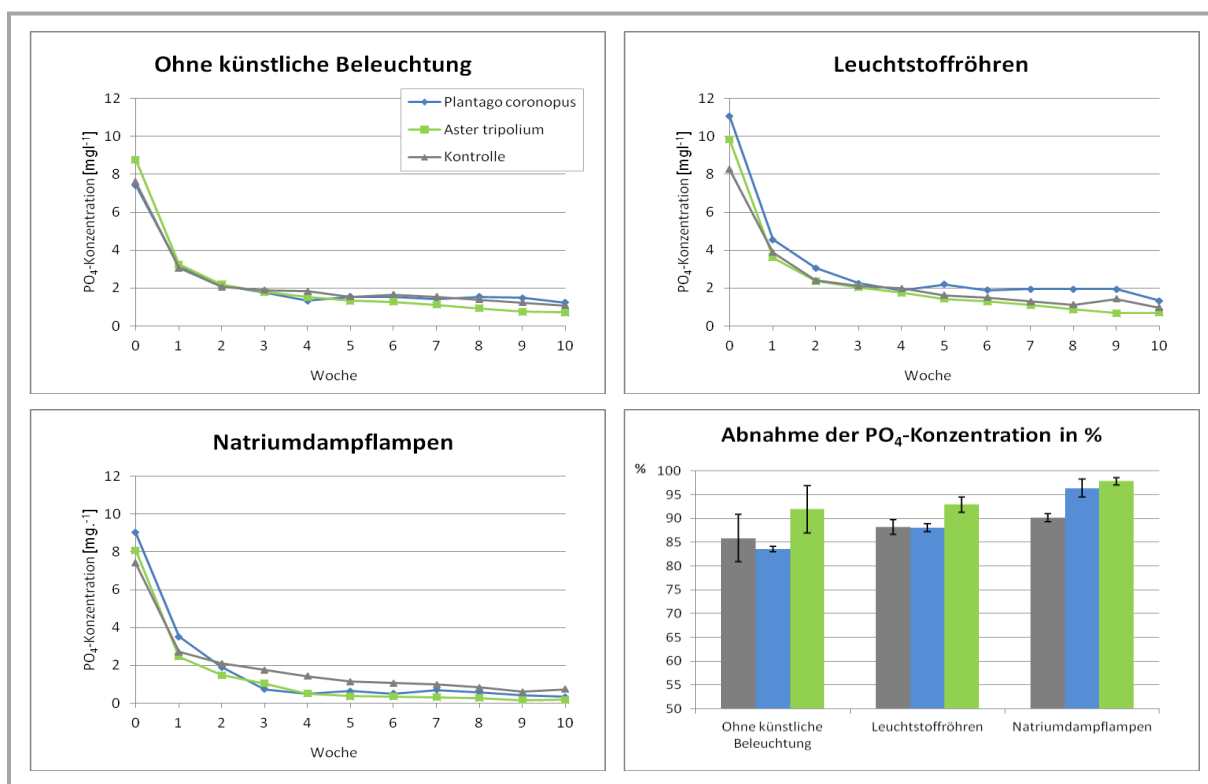 Ohne künstliche Beleuchtung
PO₄-Konzentration [mgl⁻¹]
12
10
8
6
4
2
0
Plantago coronopus
Aster tripolium
Kontrolle
0 1 2 3 4 5 6 7 8 9 10
Woche
Leuchtstoffröhren
PO₄-Konzentration [mgl⁻¹]
12
10
8
6
4
2
0
0 1 2 3 4 5 6 7 8 9 10
Woche
Natriumdampflampen
PO₄-Konzentration [mg.⁻¹]
12
10
8
6
4
2
0
0 1 2 3 4 5 6 7 8 9 10
Woche
Abnahme der PO₄-Konzentration in %
%
100
95
90
85
80
75
70
65
60
55
50
Ohne künstliche
Beleuchtung
Leuchtstoffröhren
Natriumdampflampen